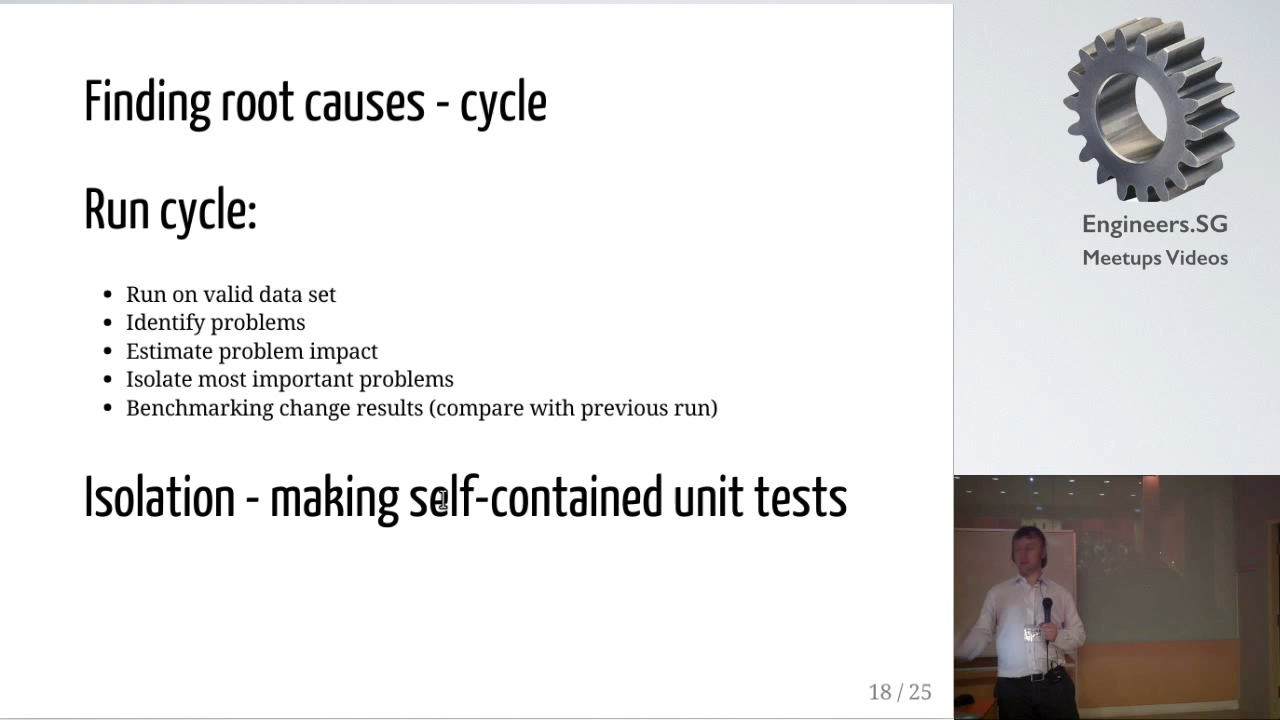 Finding root causes - cycle
Run cycle:
Run on valid data set
Identify problems
Estimate problem impact
Isolate most important problems
Benchmarking change results (compare with previous run)
Isolation - making self-contained unit tests
18 / 25
Engineers.SG
Meetups Videos